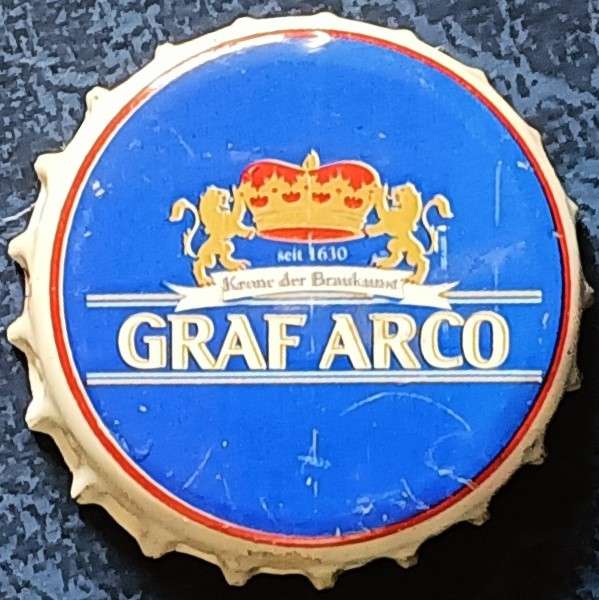 seit 1630
Krone der Braukunst
GRAF ARCO